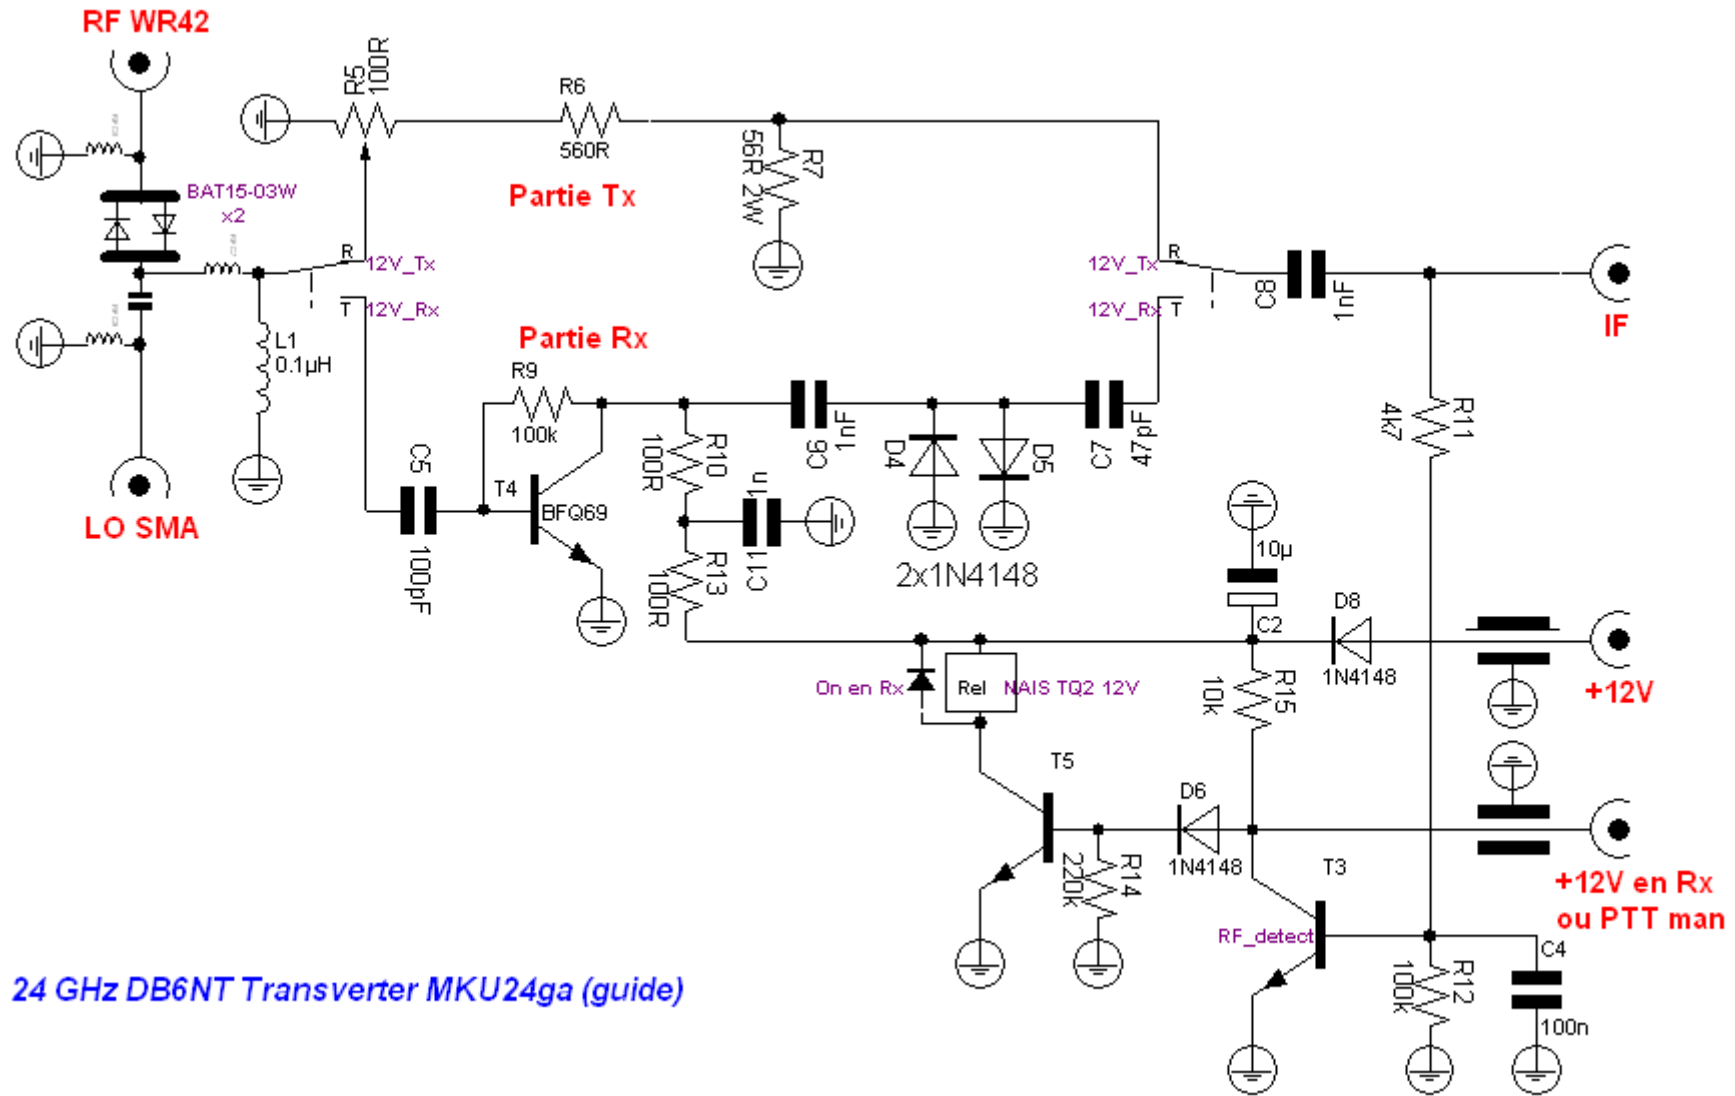 RF WR42
R5
100R
R6
560R
56R 2W
R7
Partie Tx
BAT15-03W
x2
R
12V_Tx
T
12V_Rx
12V_Tx
R
12V_Rx
T
C8
1nF
IF
L1
0.1µH
Partie Rx
R9
100k
C5
100pF
T4
BFQ69
R10
100R
C6
1nF
D4
D5
C7
47pF
R11
4k7
LO SMA
1n
C11
R13
100R
2x1N4148
10µ
C2
D8
1N4148
+12V
On en Rx
Rel
NAIS TQ2 12V
R15
10k
T5
D6
1N4148
R14
220k
T3
RF_detect
+12V en Rx
ou PTT man
R12
100k
C4
100n
24 GHz DB6NT Transverter MKU24ga (guide)